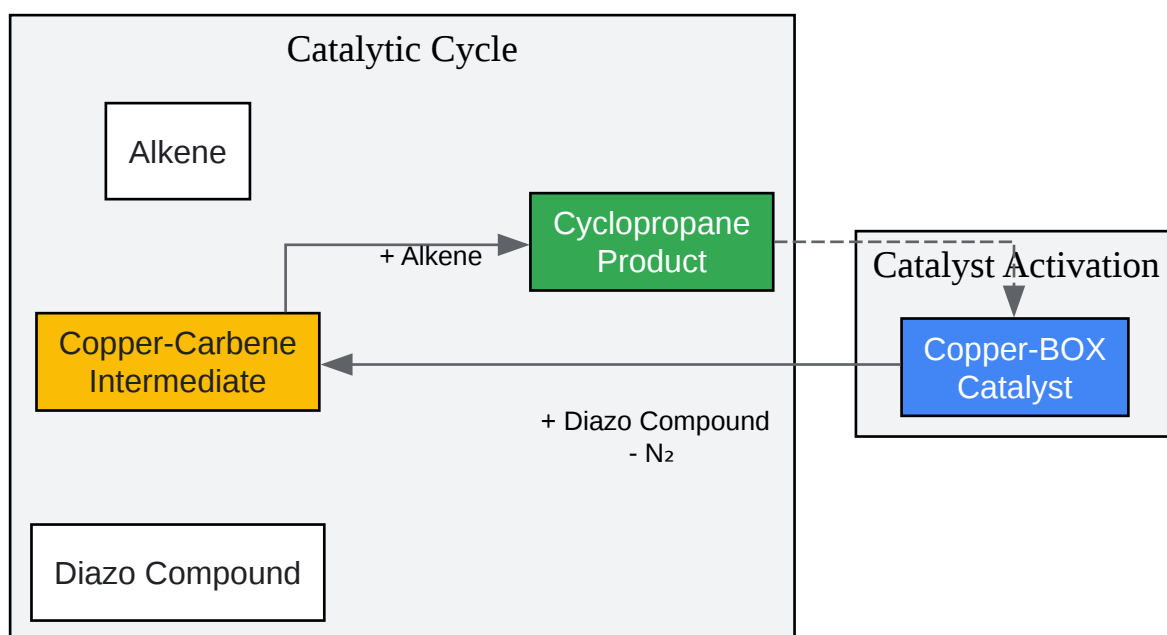 Catalytic Cycle
Alkene
Cyclopropane
Product
+ Alkene
Catalyst Activation
Copper-Carbene
Intermediate
Copper-BOX
Catalyst
+ Diazo Compound
- N₂
Diazo Compound